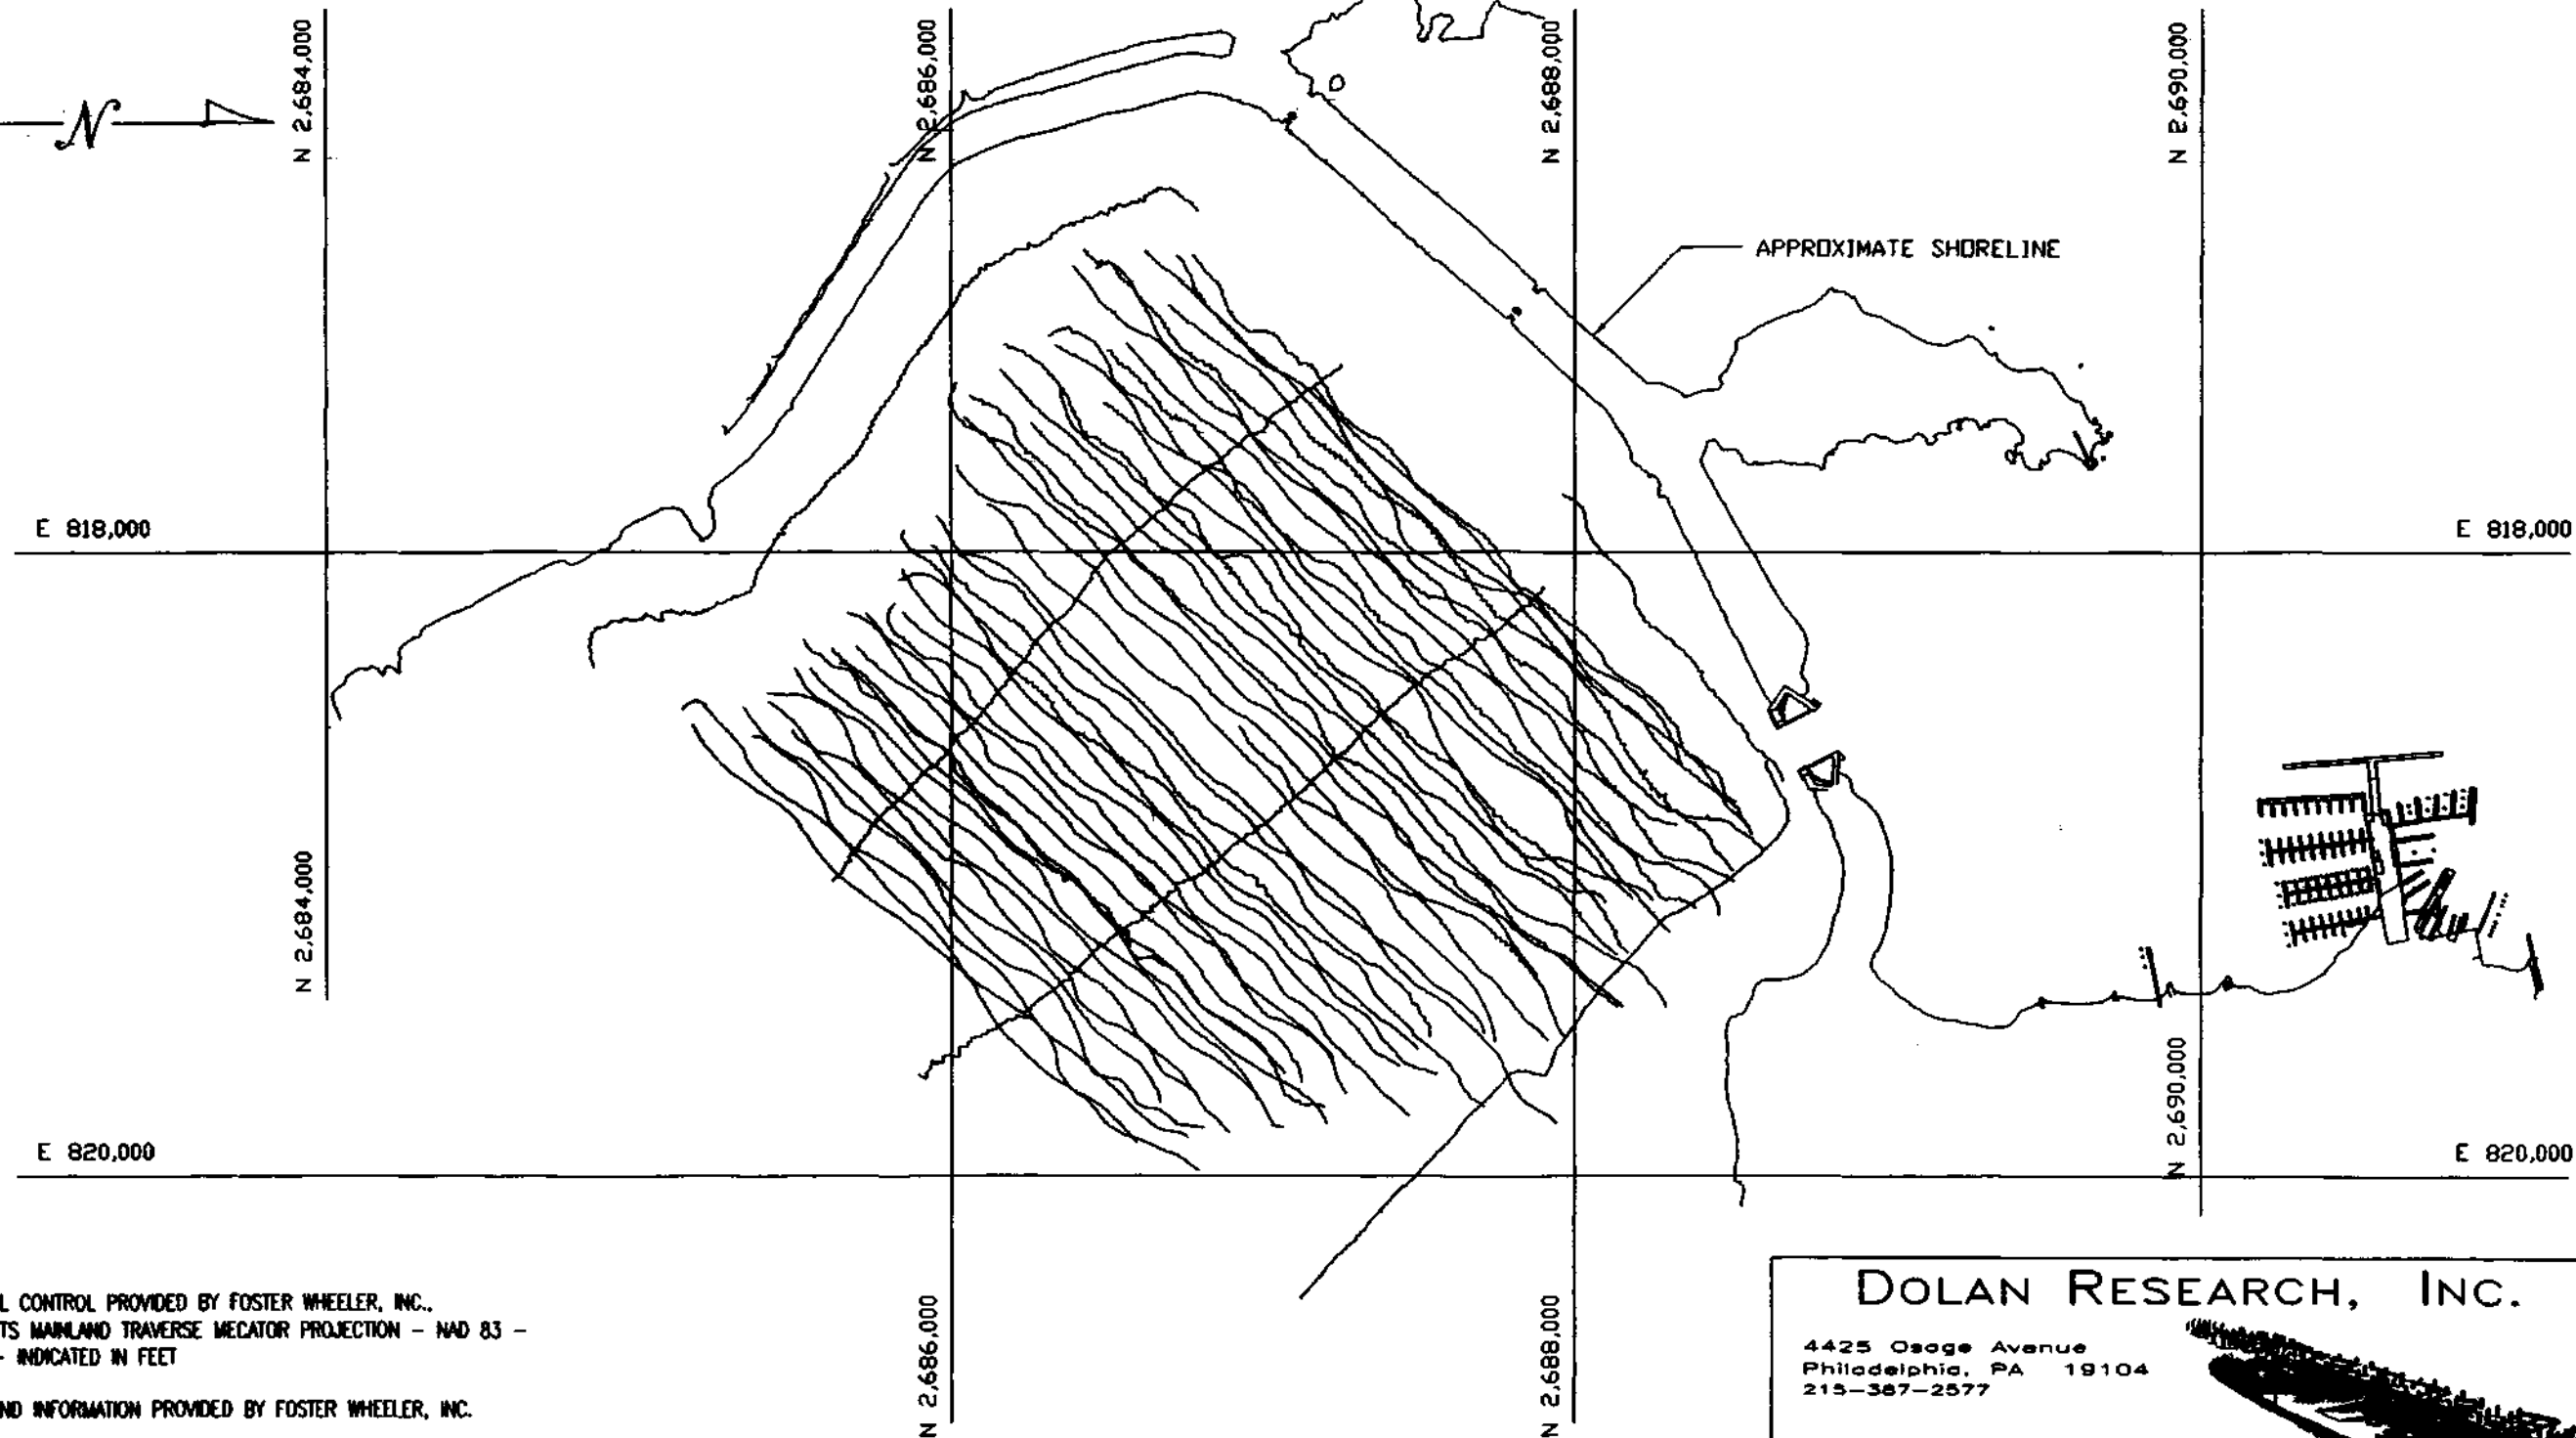 N 2,684,000
N 2,686,000
N 2,688,000
N 2,690,000
N
APPROXIMATE SHORELINE
E 818,000
E 818,000
N 2,684,000
N 2,690,000
E 820,000
E 820,000
N 2,686,000
N 2,688,000
L CONTROL PROVIDED BY FOSTER WHEELER, INC.,
TS MAINLAND TRAVERSE MECATOR PROJECTION - NAD 83 -
- INDICATED IN FEET
ND INFORMATION PROVIDED BY FOSTER WHEELER, INC.
DOLAN RESEARCH, INC.
4425 Osage Avenue
Philadelphia, PA 19104
215-387-2577